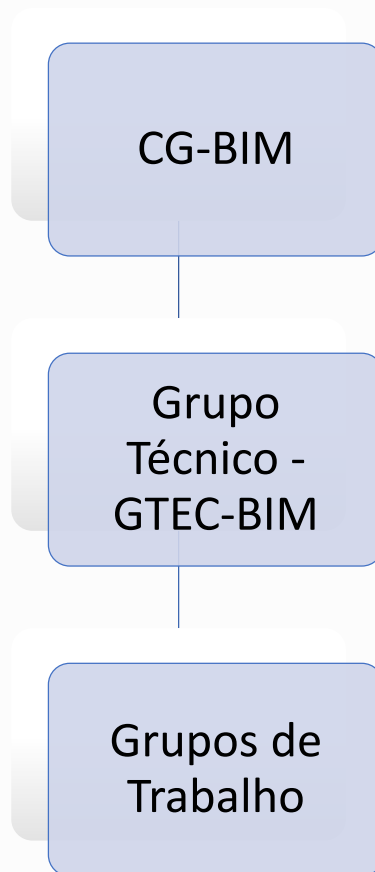 CG-BIM
Grupo
Técnico -
GTEC-BIM
Grupos de
Trabalho